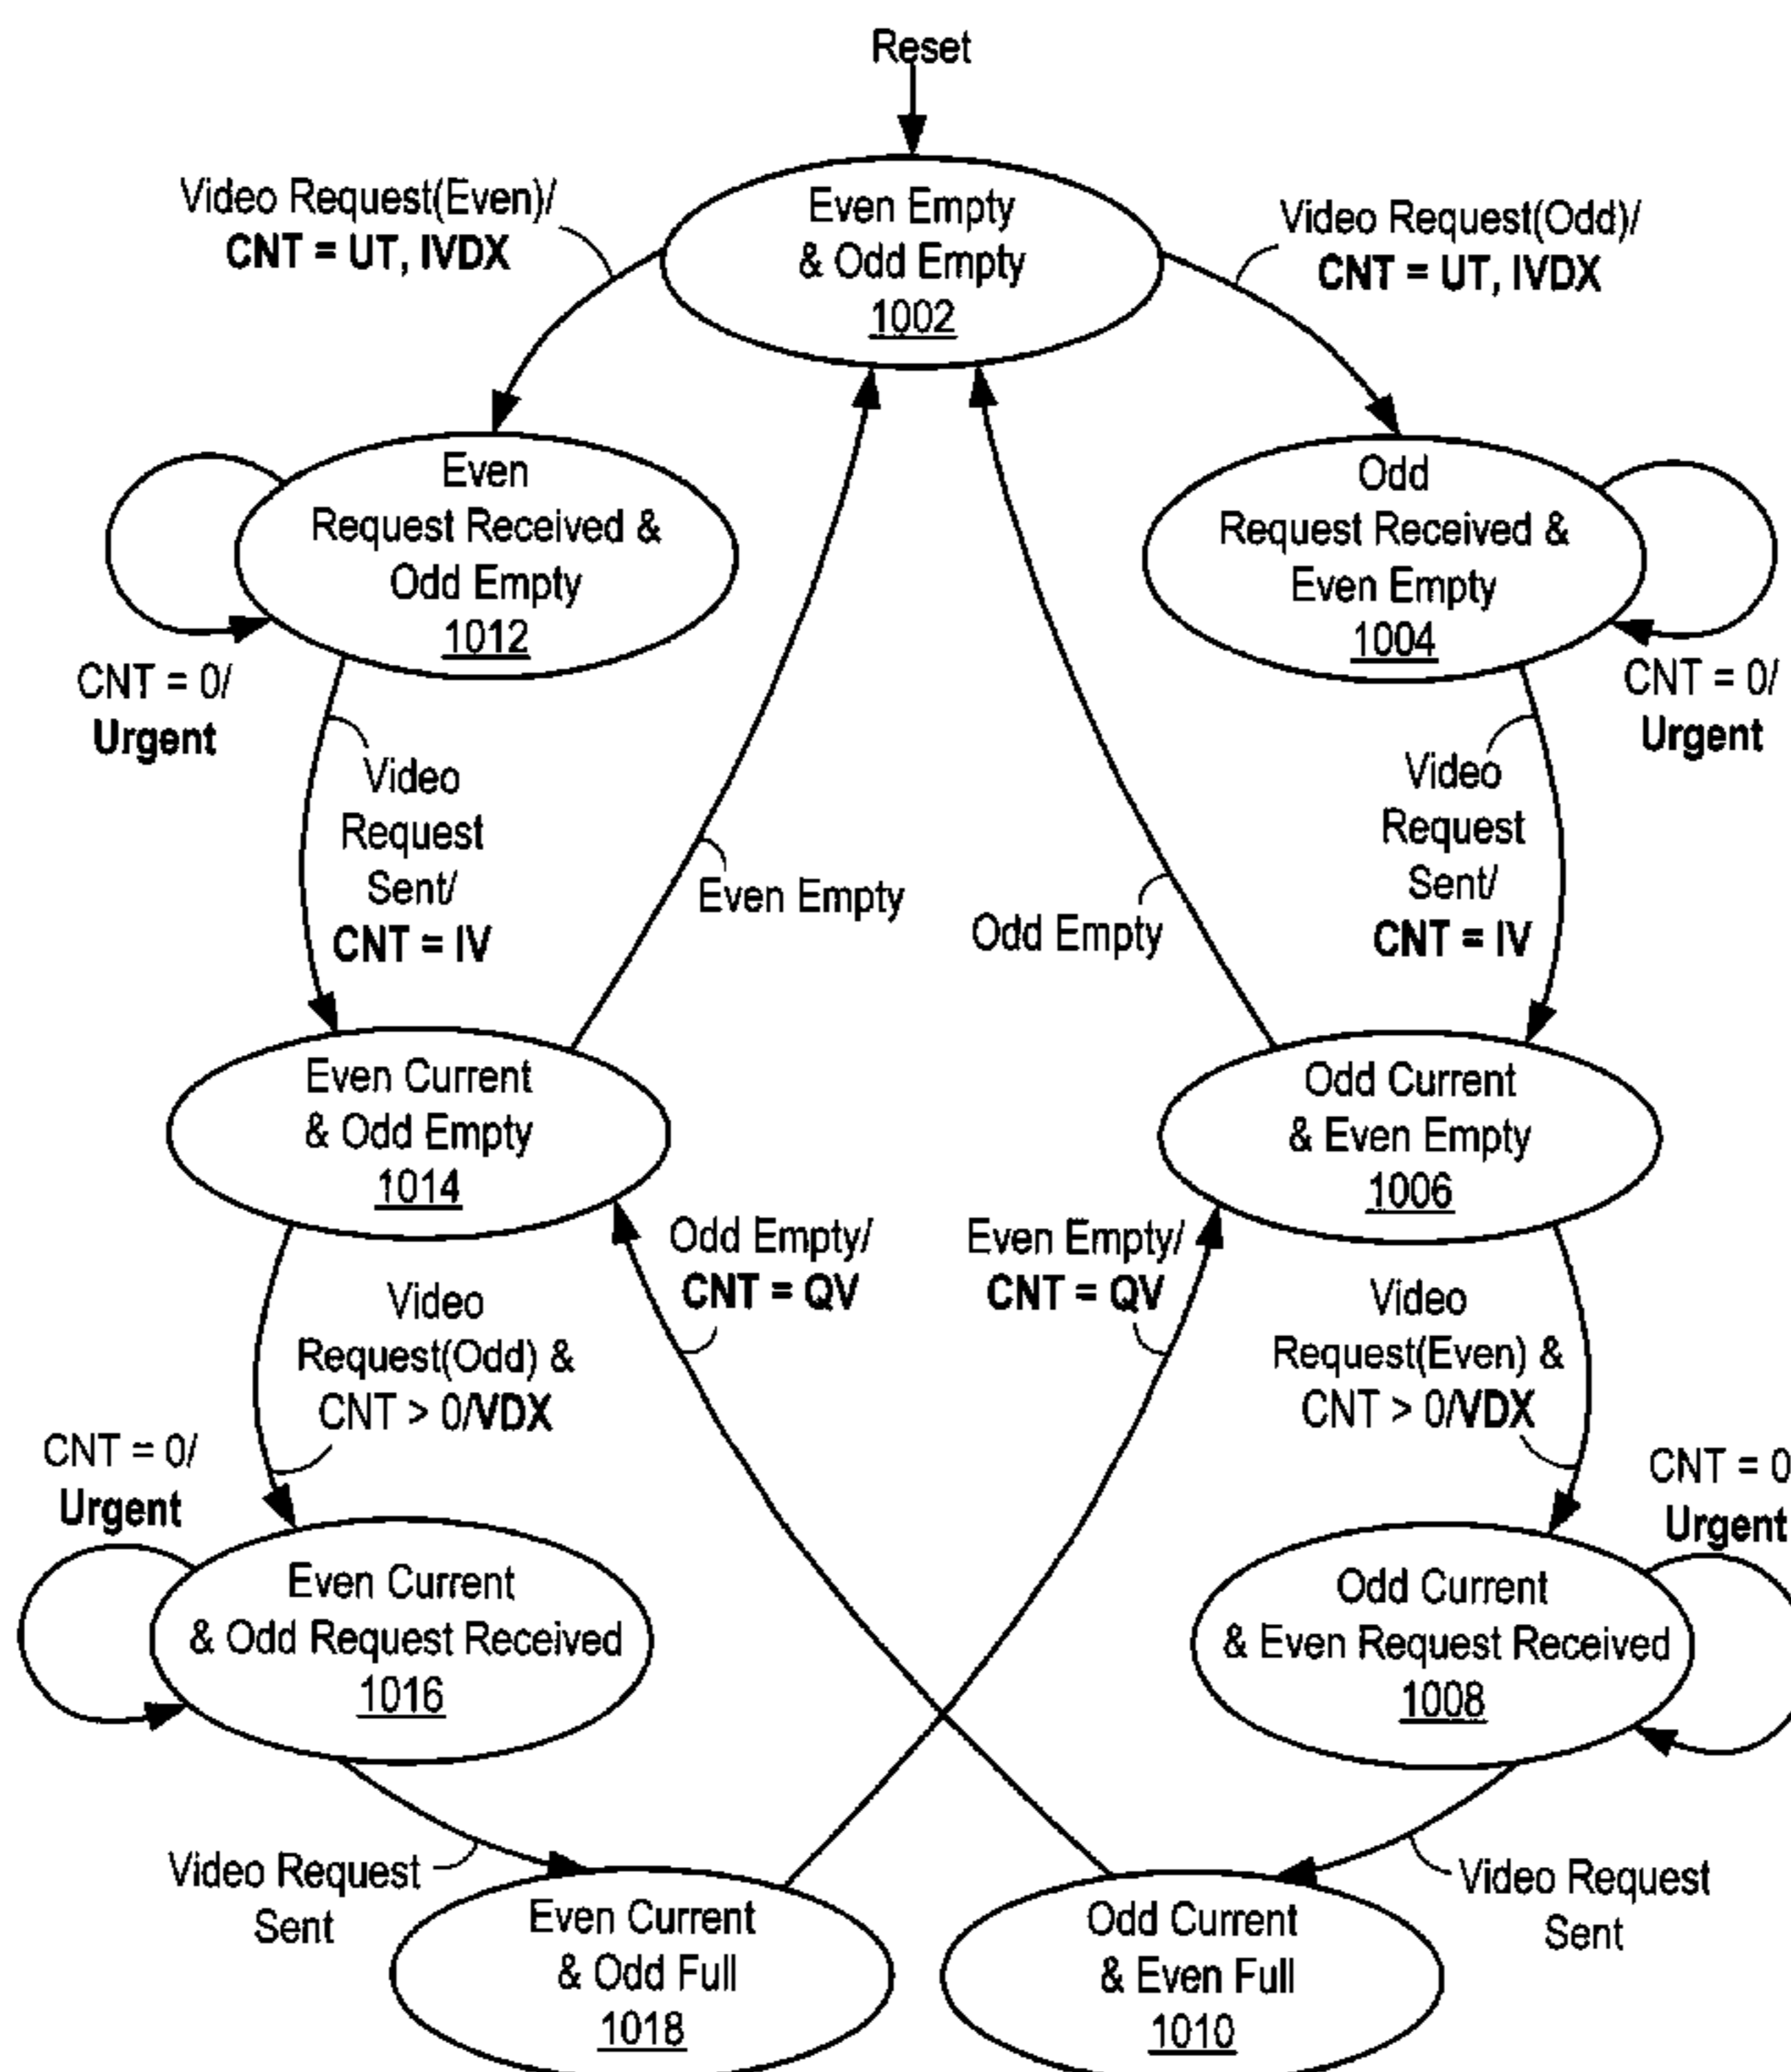 Reset
Video Request(Even)/
CNT = UT, IVDX
Even Empty
& Odd Empty
1002
Video Request(Odd)/
CNT = UT, IVDX
Even
Request Received &
Odd Empty
1012
Odd
Request Received &
Even Empty
1004
CNT = 0/
Urgent
CNT = 0/
Urgent
Video
Request
Sent/
CNT = IV
Even Empty
Odd Empty
Video
Request
Sent/
CNT = IV
Even Current
& Odd Empty
1014
Odd Current
& Even Empty
1006
Odd Empty/
CNT = QV
Even Empty/
CNT = QV
Video
Request(Odd) &
CNT > 0/VDX
Video
Request(Even) &
CNT > 0/VDX
CNT = 0/
Urgent
CNT = 0
Urgent
Even Current
& Odd Request Received
1016
Odd Current
& Even Request Received
1008
Video Request
Sent
Video Request
Sent
Even Current
& Odd Full
1018
Odd Current
& Even Full
1010